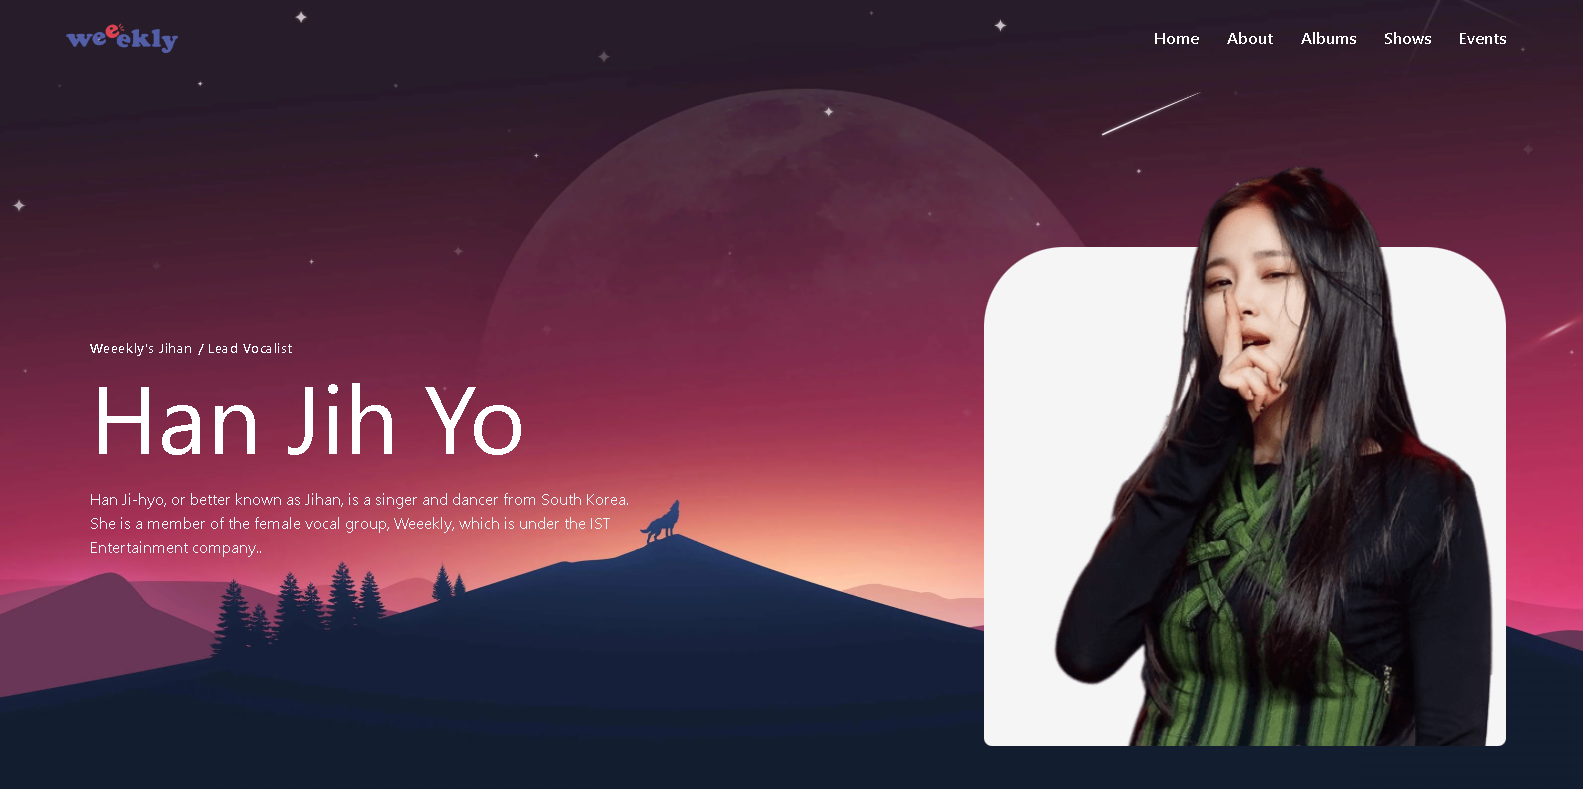 weeekly
Home About Albums Shows Events
Weeekly's Jihan / Lead Vocalist
Han Jih Yo
Han Ji-hyo, or better known as Jihan, is a singer and dancer from South Korea.
She is a member of the female vocal group, Weeekly, which is under the IST
Entertainment company..